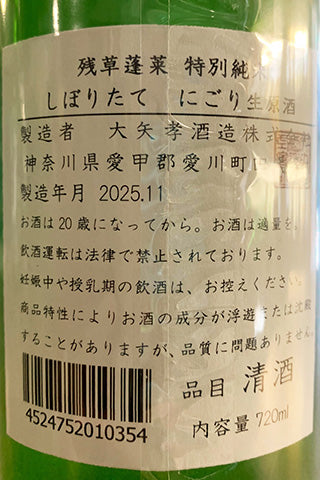 残草蓬莱 特別純米
しぼりたて にごり生原酒
製造者 大矢孝酒造株式会社
神奈川県愛甲郡愛川町
製造年月 2025.11
お酒は20歳になってから。お酒は適量を。
飲酒運転は法律で禁止されております。
妊娠中や授乳期の飲酒は、お控えください。
商品特性によりお酒の成分が浮遊または沈殿
することがありますが、品質に問題ありません。
4524752010354
品目 清酒
内容量 720ml